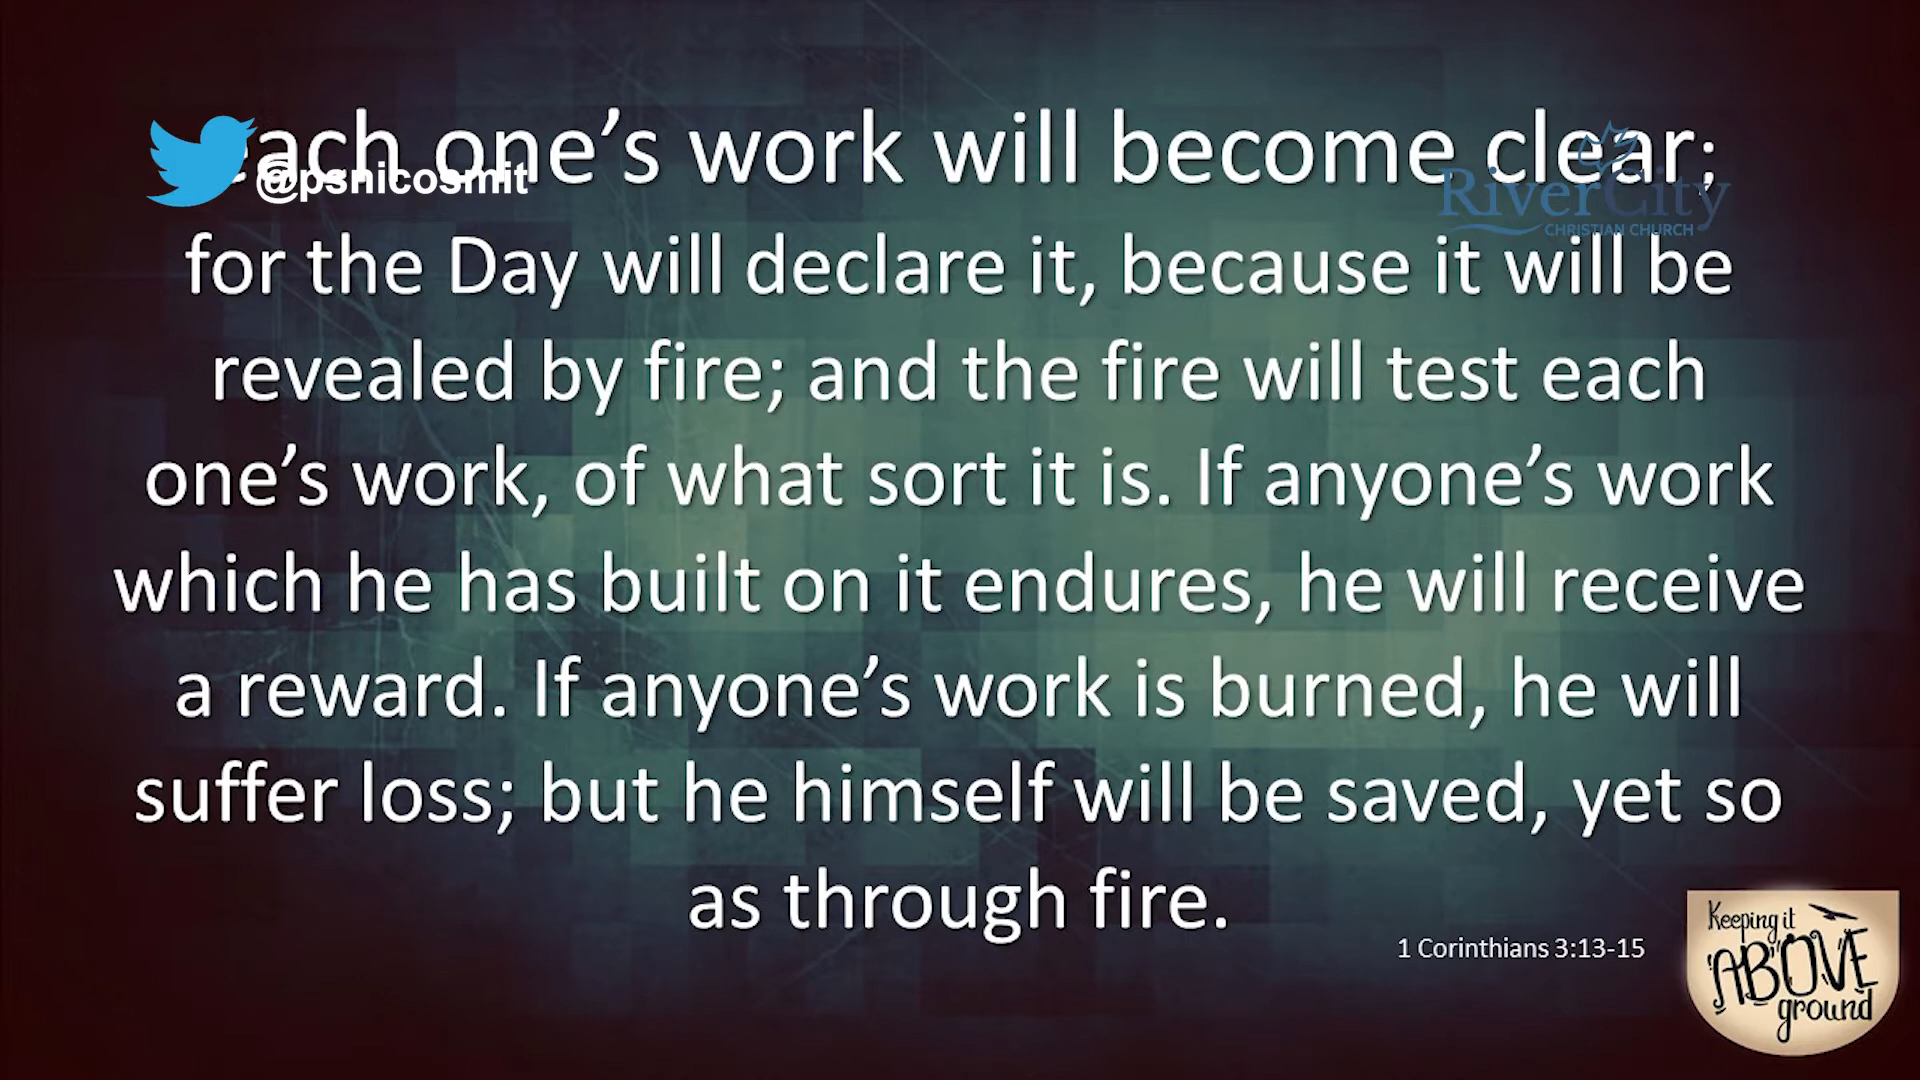 each one’s work will become clear;
@psnicosmit
RiverCity
CHRISTIAN CHURCH
for the Day will declare it, because it will be
revealed by fire; and the fire will test each
one’s work, of what sort it is. If anyone’s work
which he has built on it endures, he will receive
a reward. If anyone’s work is burned, he will
suffer loss; but he himself will be saved, yet so
as through fire.
1 Corinthians 3:13-15
Keeping it
ABOVE
ground